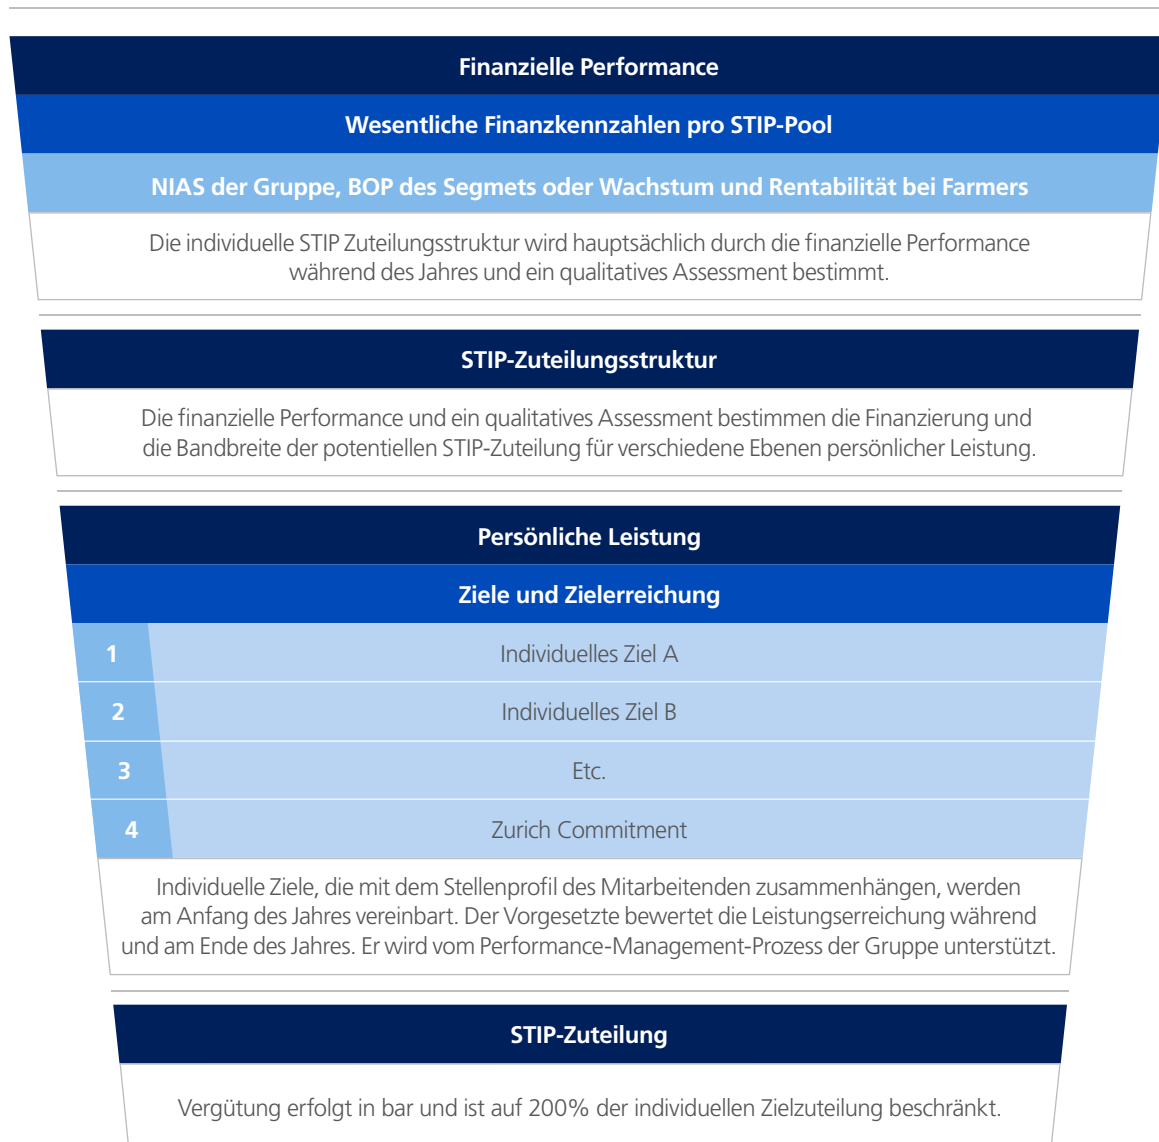 Finanzielle Performance
Wesentliche Finanzkennzahlen pro STIP-Pool
NIAS der Gruppe, BOP des Segmets oder Wachstum und Rentabilität bei Farmers
Die individuelle STIP Zuteilungsstruktur wird hauptsächlich durch die finanzielle Performance
während des Jahres und ein qualitatives Assessment bestimmt.
STIP-Zuteilungsstruktur
Die finanzielle Performance und ein qualitatives Assessment bestimmen die Finanzierung und
die Bandbreite der potentiellen STIP-Zuteilung für verschiedene Ebenen persönlicher Leistung.
Persönliche Leistung
Ziele und Zielerreichung
1 Individuelles Ziel A
2 Individuelles Ziel B
3 Etc.
4 Zurich Commitment
Individuelle Ziele, die mit dem Stellenprofil des Mitarbeitenden zusammenhängen, werden
am Anfang des Jahres vereinbart. Der Vorgesetzte bewertet die Leistungserreichung während
und am Ende des Jahres. Er wird vom Performance-Management-Prozess der Gruppe unterstützt.
STIP-Zuteilung
Vergütung erfolgt in bar und ist auf 200% der individuellen Zielzuteilung beschränkt.